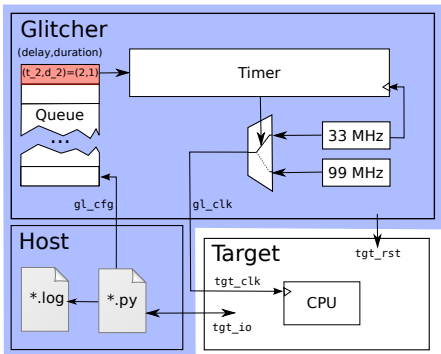 Glitcher
(delay,duration)
(t_2,d_2)=(2,1)
Timer
Queue
...
33 MHz
99 MHz
gl_cfg
gl_clk
Host
*.log
*.py
Target
tgt_rst
tgt_clk
CPU
tgt_io